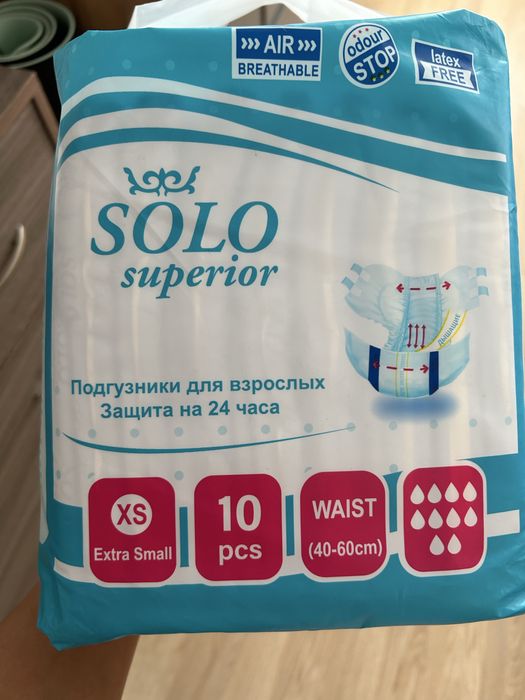 ››› AIR ›››
BREATHABLE
odour
STOP
latex
FREE
SOLO
superior
ДЫШАЩИЕ
Подгузники для взрослых
Защита на 24 часа
XS
Extra Small
10
pcs
WAIST
(40-60cm)